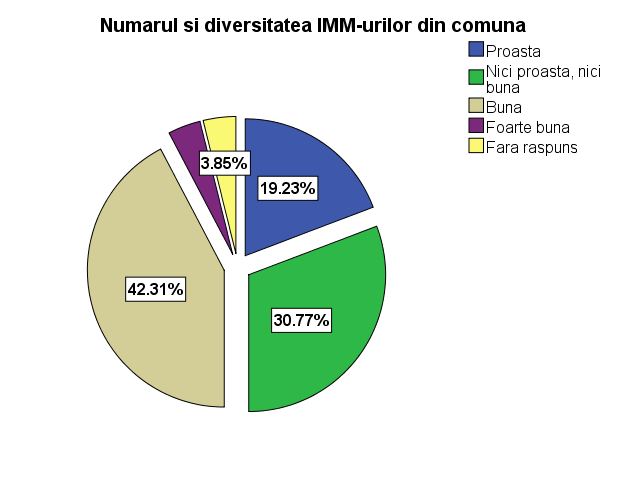 Numarul si diversitatea IMM-urilor din comuna
Proasta
Nici proasta, nici
buna
Buna
Foarte buna
Fara raspuns
3.85%
19.23%
42.31%
30.77%